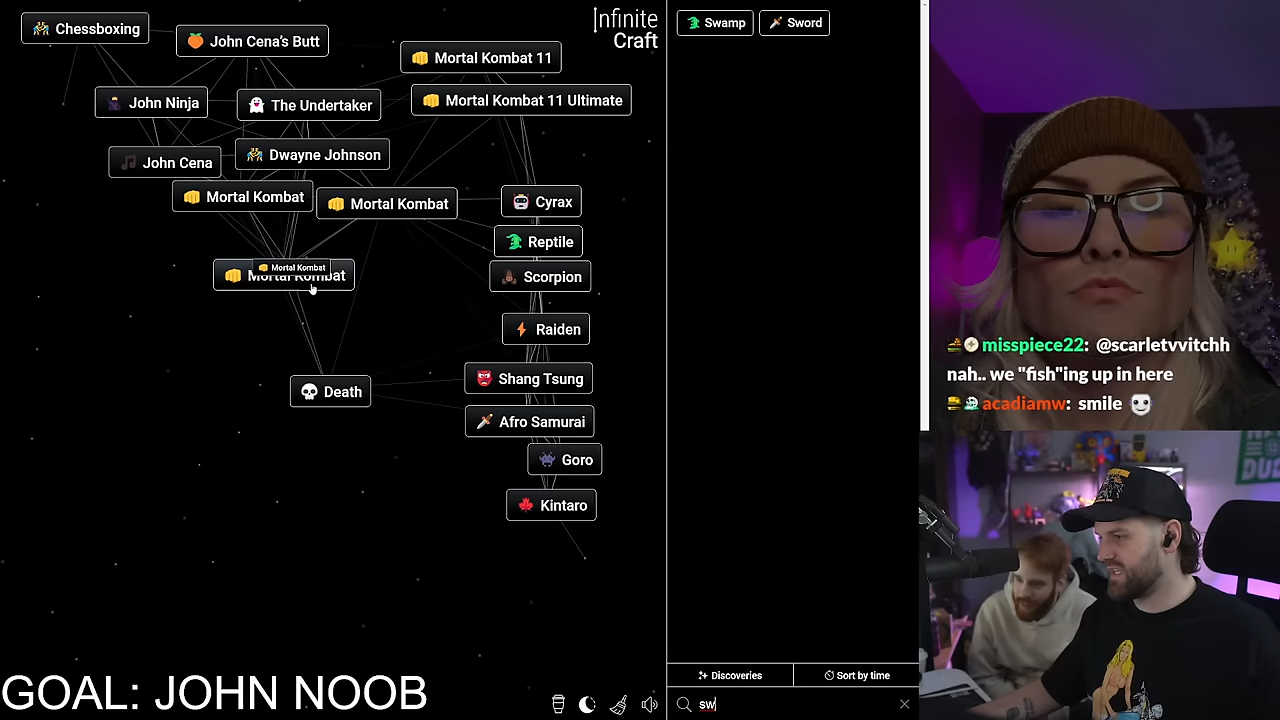 Chessboxing
John Cena's Butt
Mortal Kombat 11
Infinite
Craft
Swamp
Sword
John Ninja
The Undertaker
Mortal Kombat 11 Ultimate
John Cena
Dwayne Johnson
Mortal Kombat
Mortal Kombat
Cyrax
Reptile
Mortal Kombat
Mortal Kombat
Scorpion
Raiden
Death
Shang Tsung
Afro Samurai
Goro
Kintaro
misspiece22: @scarletvvitchh
nah.. we "fish"ing up in here
acadiamw: smile
Discoveries
Sort by time
sw
GOAL: JOHN NOOB